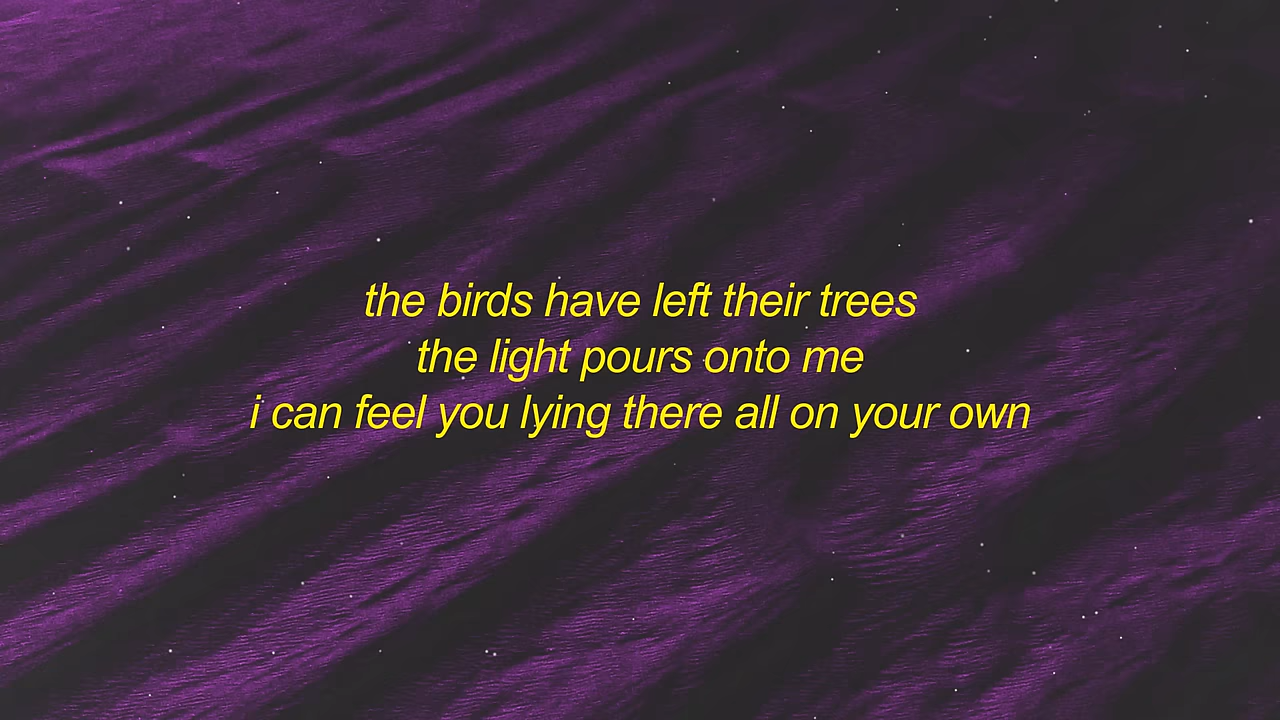 the birds have left their trees
the light pours onto me
i can feel you lying there all on your own